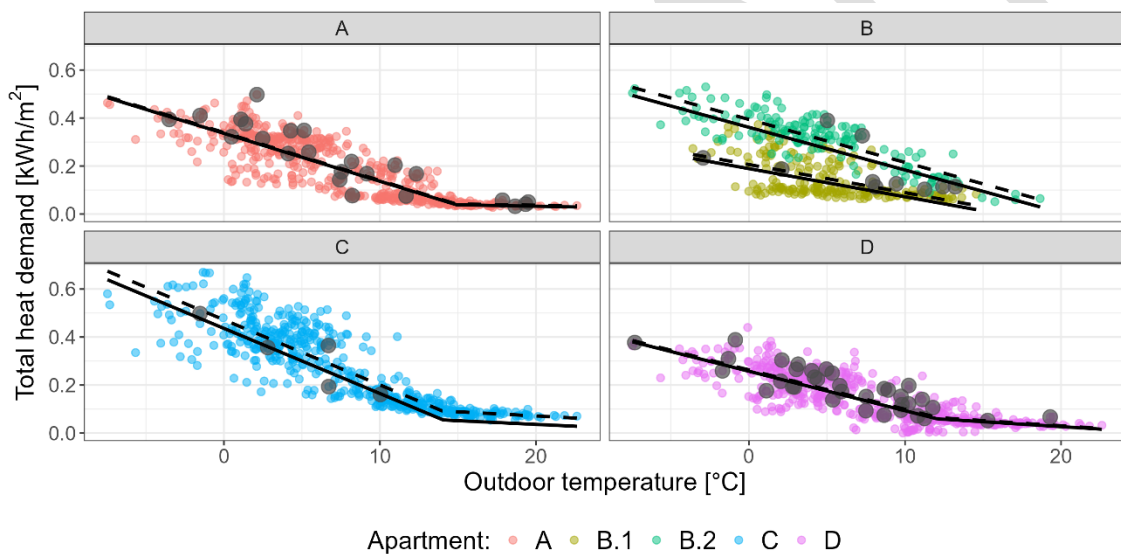 A B
0.6
0.4
0.2
0.0
C D
0.6
0.4
0.2
0.0
0 10 20 0 10 20
Total heat demand [kWh/m²]
Outdoor temperature [°C]
Apartment: A B.1 B.2 C D